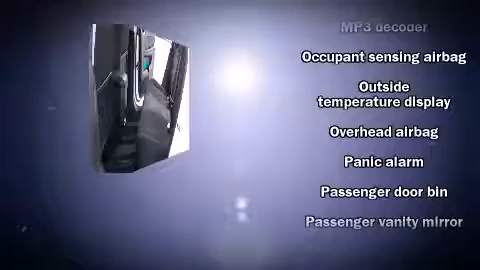 MP3 decoder
Occupant sensing airbag
Outside
temperature display
Overhead airbag
Panic alarm
Passenger door bin
Passenger vanity mirror